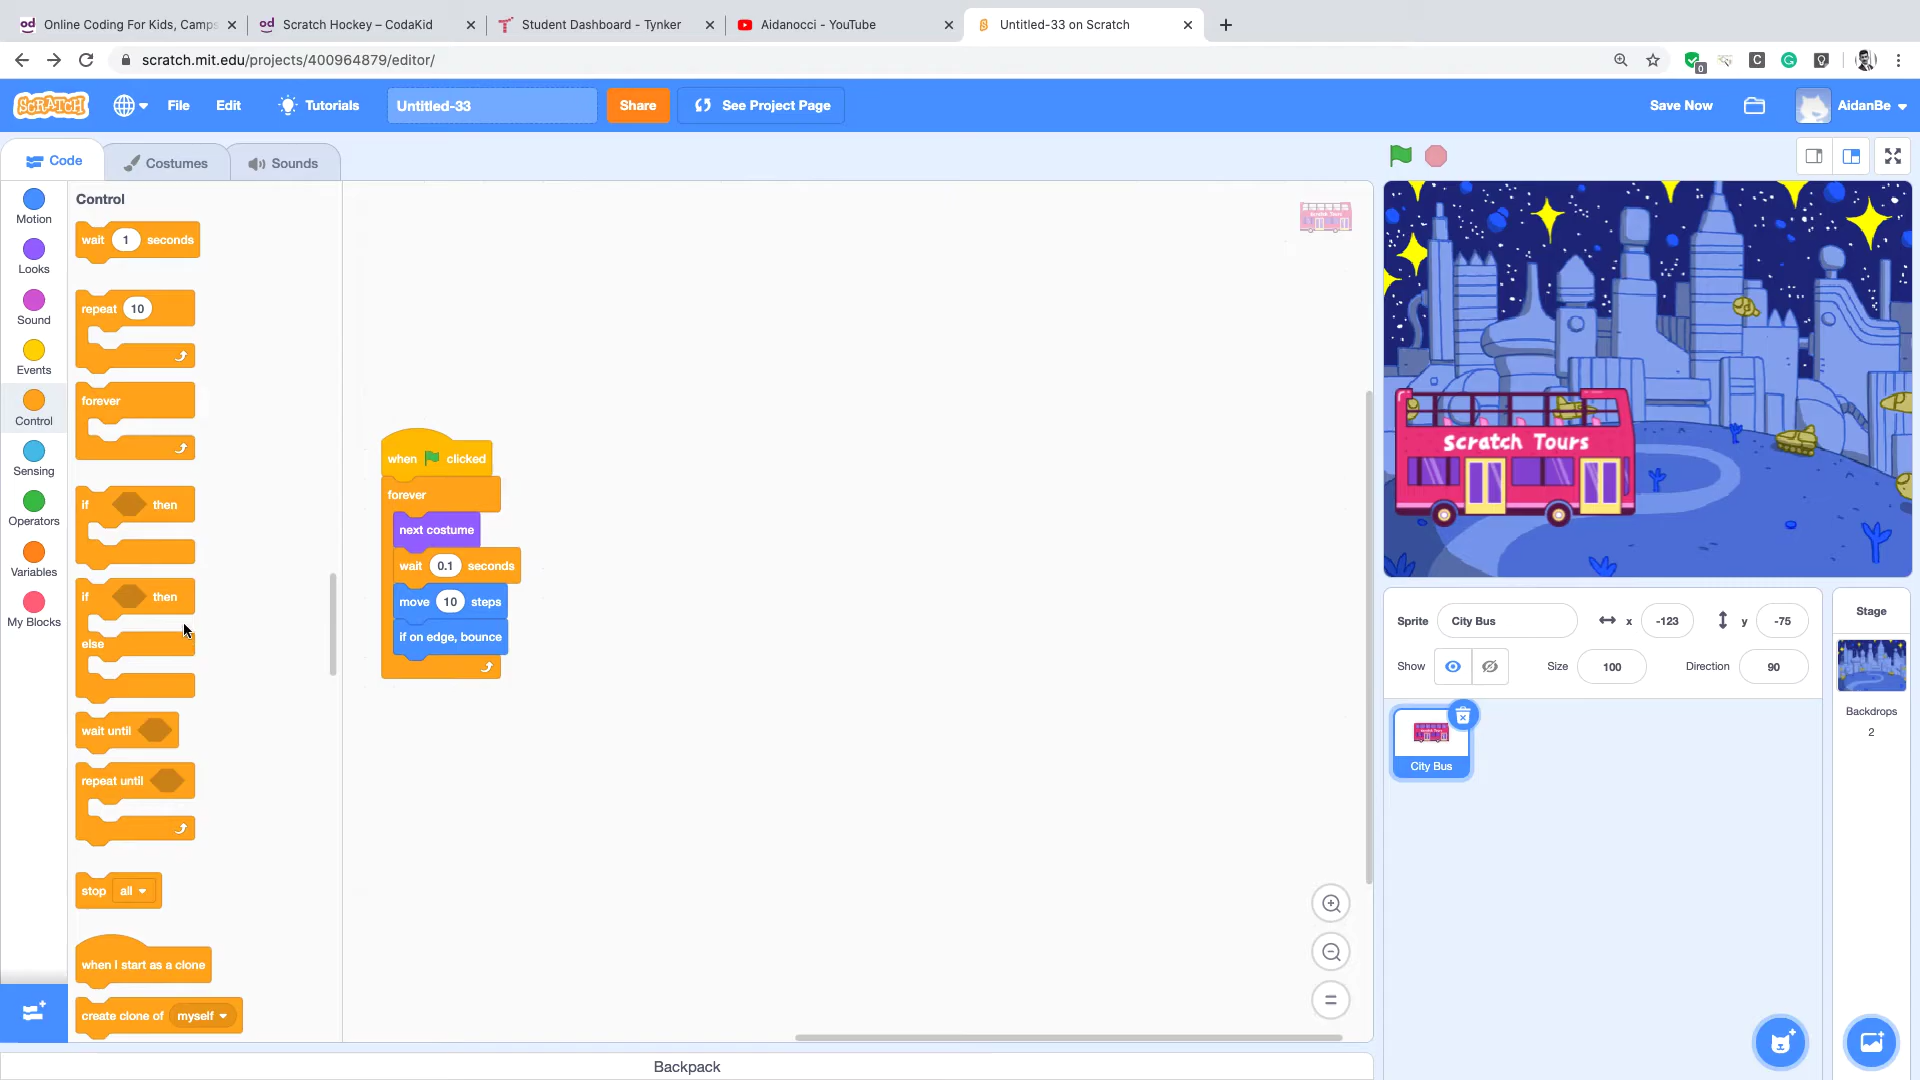 Online Coding For Kids, Camps
Scratch Hockey – CodaKid
Student Dashboard - Tynker
Aidanocci - YouTube
Untitled-33 on Scratch
scratch.mit.edu/projects/400964879/editor/
0
SCRATCH
File
Edit
Tutorials
Untitled-33
Share
See Project Page
Save Now
AidanBe
Code
Costumes
Sounds
Motion
Looks
Sound
Events
Control
Sensing
Operators
Variables
My Blocks
Control
wait 1 seconds
repeat 10
forever
if then
if then
else
wait until
repeat until
stop all
when I start as a clone
create clone of myself
when clicked
forever
next costume
wait 0.1 seconds
move 10 steps
if on edge, bounce
Scratch Tours
Sprite City Bus x -123 y -75
Show Size 100 Direction 90
City Bus
Stage
Backdrops
2
Backpack